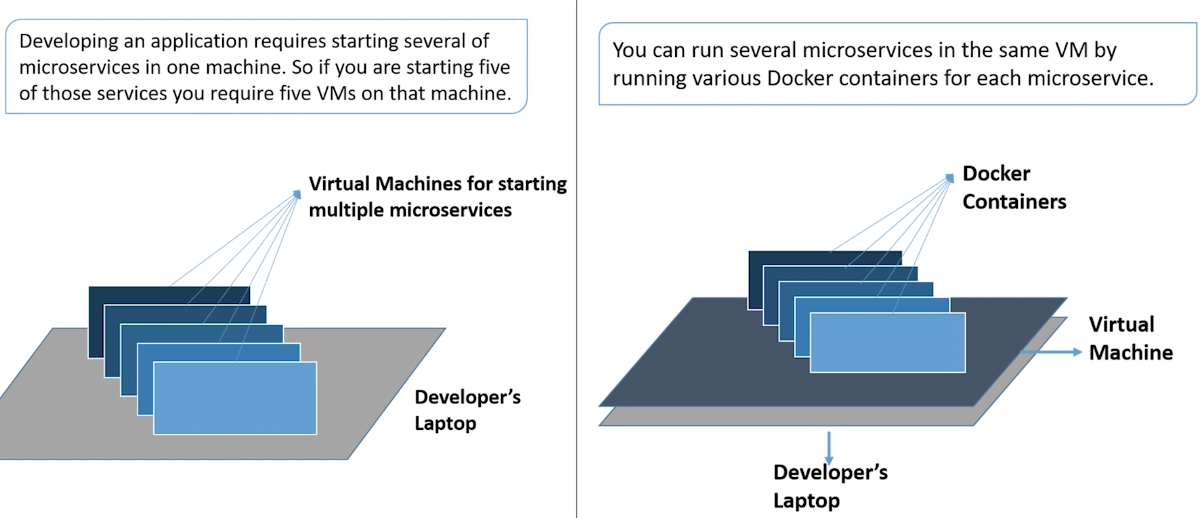 Developing an application requires starting several of
microservices in one machine. So if you are starting five
of those services you require five VMs on that machine.
Virtual Machines for starting
multiple microservices
Developer's
Laptop
You can run several microservices in the same VM by
running various Docker containers for each microservice.
Docker
Containers
Virtual
Machine
Developer's
Laptop